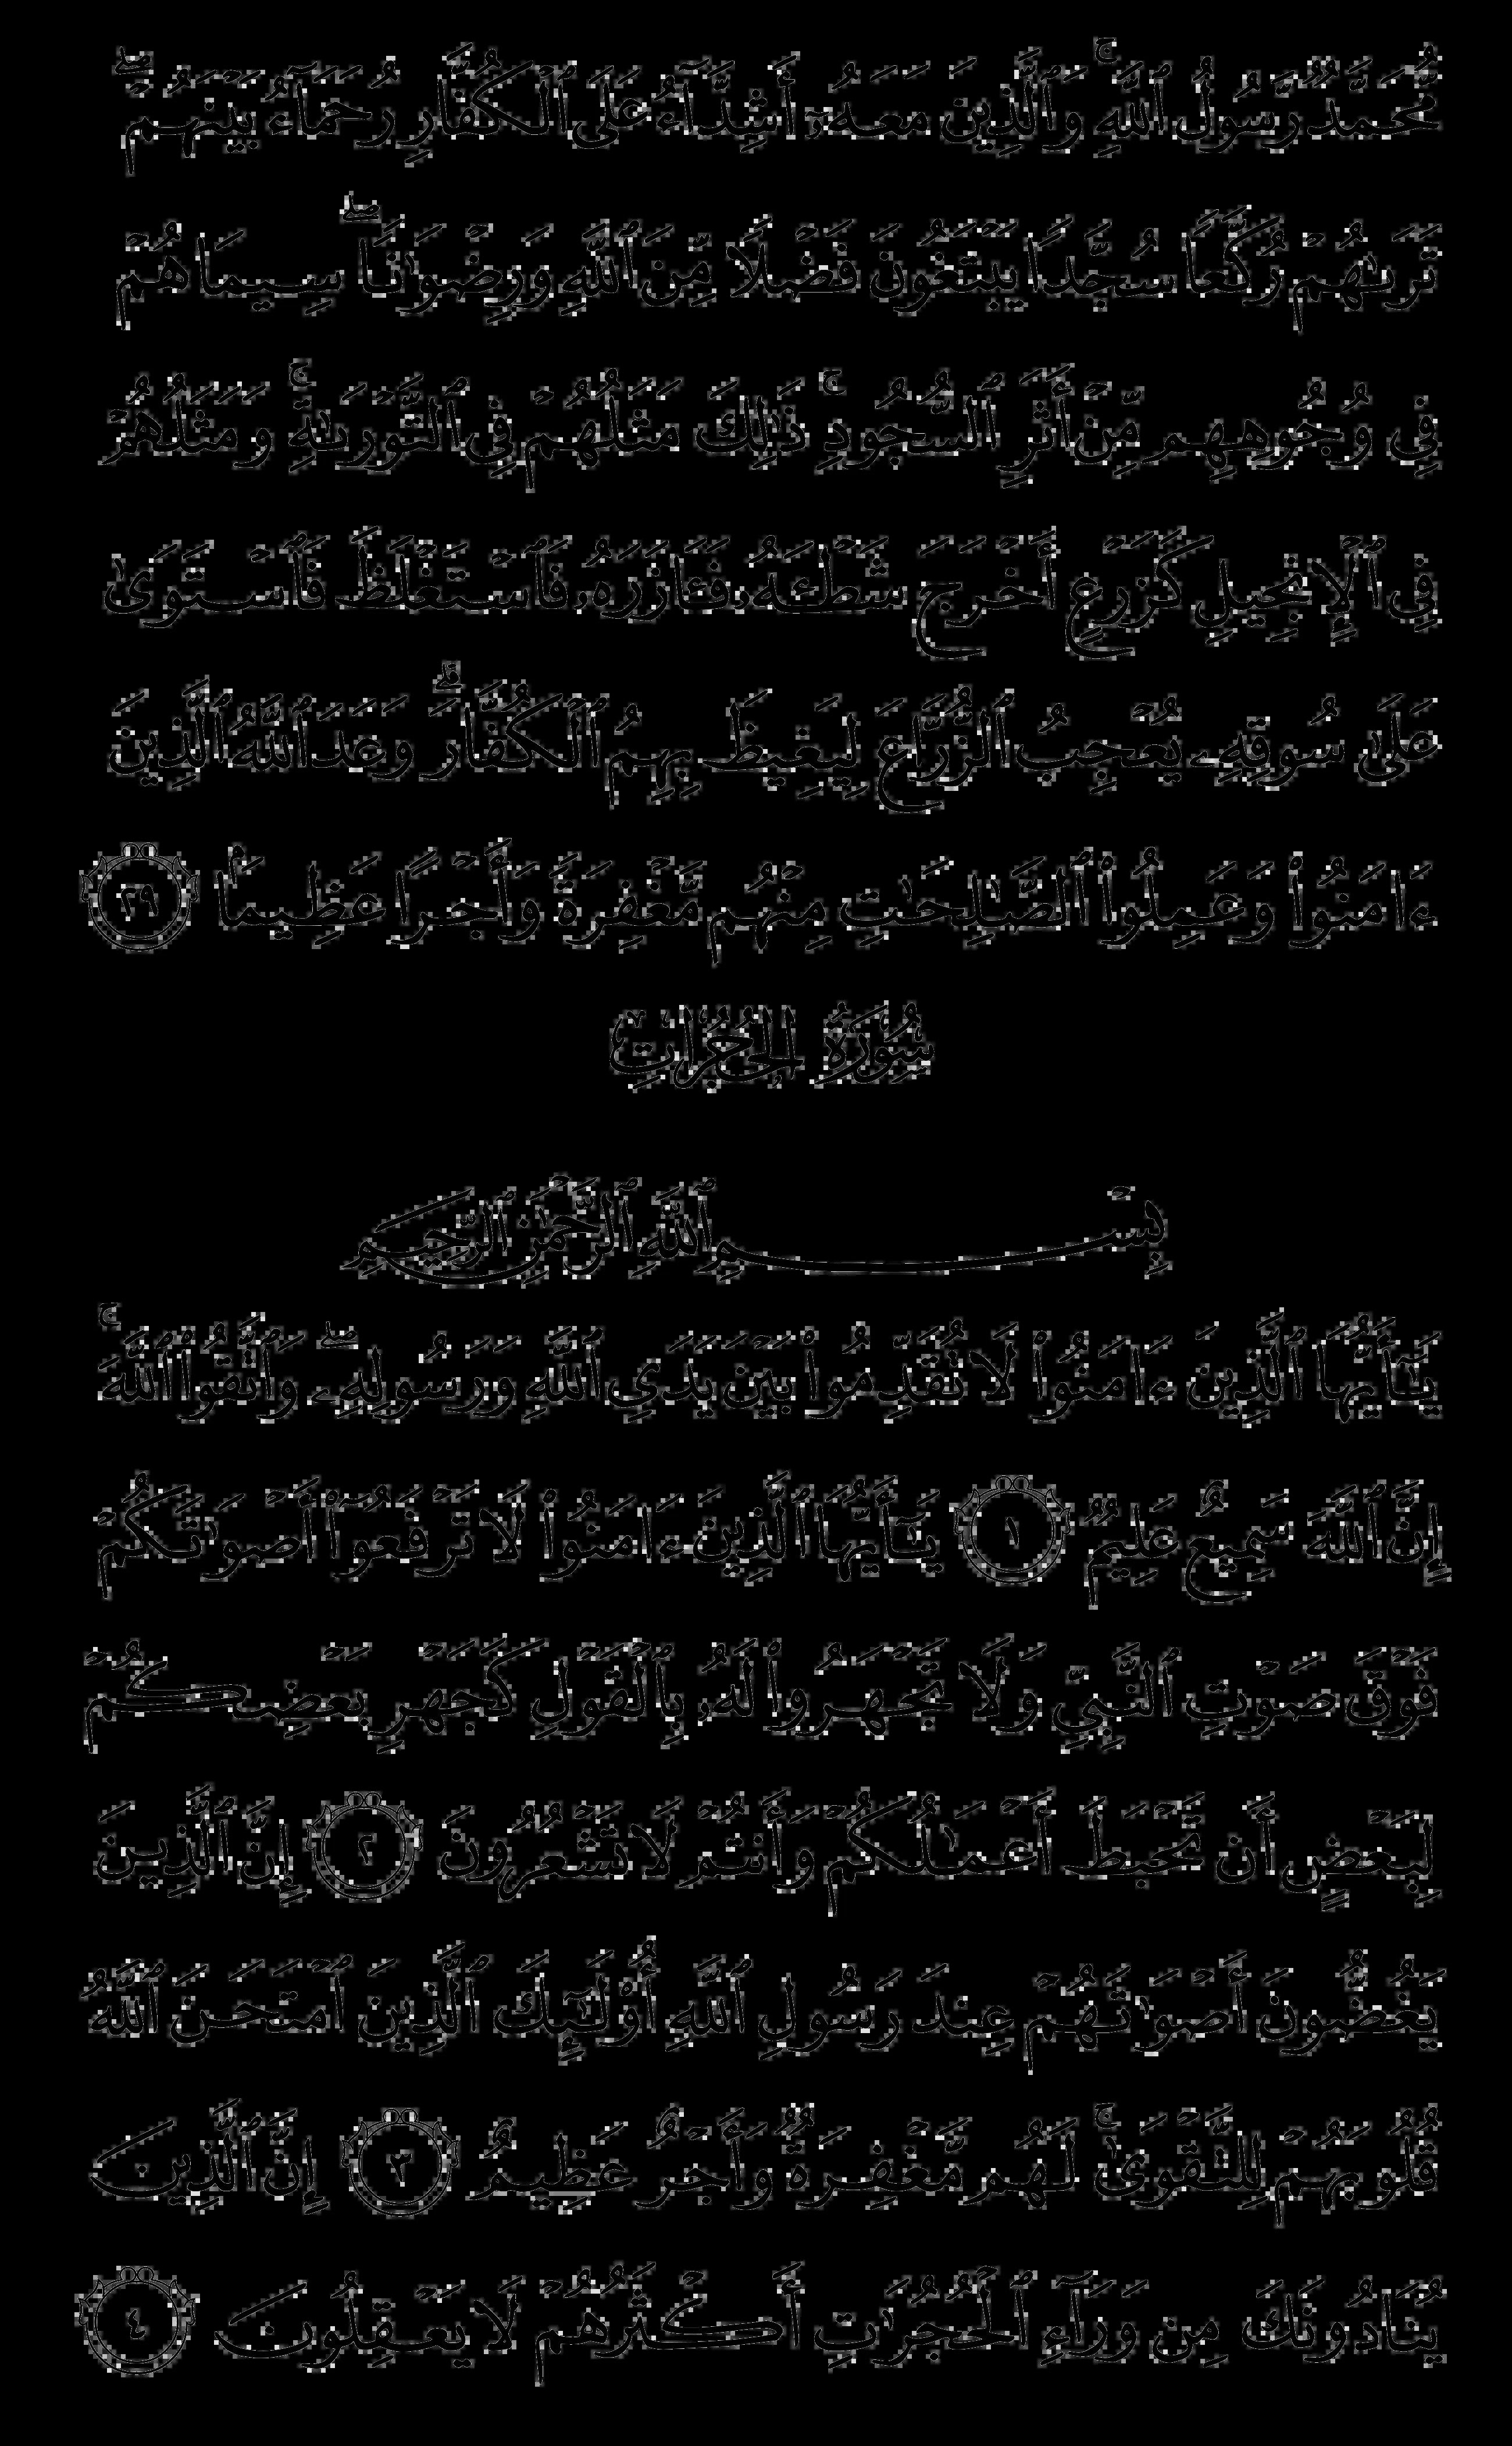 مُّحَمَّدٌ رَّسُولُ ٱللَّهِ ۚ وَٱلَّذِينَ مَعَهُۥٓ أَشِدَّآءُ عَلَى ٱلْكُفَّارِ رُحَمَآءُ بَيْنَهُمْ ۖ
تَرَىٰهُمْ رُكَّعًا سُجَّدًا يَبْتَغُونَ فَضْلًا مِّنَ ٱللَّهِ وَرِضْوَٰنًا ۖ سِيمَاهُمْ
فِى وُجُوهِهِم مِّنْ أَثَرِ ٱلسُّجُودِ ۚ ذَٰلِكَ مَثَلُهُمْ فِى ٱلتَّوْرَىٰةِ ۚ وَمَثَلُهُمْ
فِى ٱلْإِنجِيلِ كَزَرْعٍ أَخْرَجَ شَطْـَٔهُۥ فَـَٔازَرَهُۥ فَٱسْتَغْلَظَ فَٱسْتَوَىٰ
عَلَىٰ سُوقِهِۦ يُعْجِبُ ٱلزُّرَّاعَ لِيَغِيظَ بِهِمُ ٱلْكُفَّارَ ۗ وَعَدَ ٱللَّهُ ٱلَّذِينَ
ءَامَنُوا۟ وَعَمِلُوا۟ ٱلصَّٰلِحَٰتِ مِنْهُم مَّغْفِرَةً وَأَجْرًا عَظِيمًۢا ٢٩
سُورَةُ الحُجُرَاتِ
بِسْمِ ٱللَّهِ ٱلرَّحْمَٰنِ ٱلرَّحِيمِ
يَٰٓأَيُّهَا ٱلَّذِينَ ءَامَنُوا۟ لَا تُقَدِّمُوا۟ بَيْنَ يَدَىِ ٱللَّهِ وَرَسُولِهِۦ ۖ وَٱتَّقُوا۟ ٱللَّهَ ۚ
إِنَّ ٱللَّهَ سَمِيعٌ عَلِيمٌ ١ يَٰٓأَيُّهَا ٱلَّذِينَ ءَامَنُوا۟ لَا تَرْفَعُوٓا۟ أَصْوَٰتَكُمْ
فَوْقَ صَوْتِ ٱلنَّبِىِّ وَلَا تَجْهَرُوا۟ لَهُۥ بِٱلْقَوْلِ كَجَهْرِ بَعْضِكُمْ
لِبَعْضٍ أَن تَحْبَطَ أَعْمَٰلُكُمْ وَأَنتُمْ لَا تَشْعُرُونَ ٢ إِنَّ ٱلَّذِينَ
يَغُضُّونَ أَصْوَٰتَهُمْ عِندَ رَسُولِ ٱللَّهِ أُو۟لَٰٓئِكَ ٱلَّذِينَ ٱمْتَحَنَ ٱللَّهُ
قُلُوبَهُمْ لِلتَّقْوَىٰ ۚ لَهُم مَّغْفِرَةٌ وَأَجْرٌ عَظِيمٌ ٣ إِنَّ ٱلَّذِينَ
يُنَادُونَكَ مِن وَرَآءِ ٱلْحُجُرَٰتِ أَكْثَرُهُمْ لَا يَعْقِلُونَ ٤